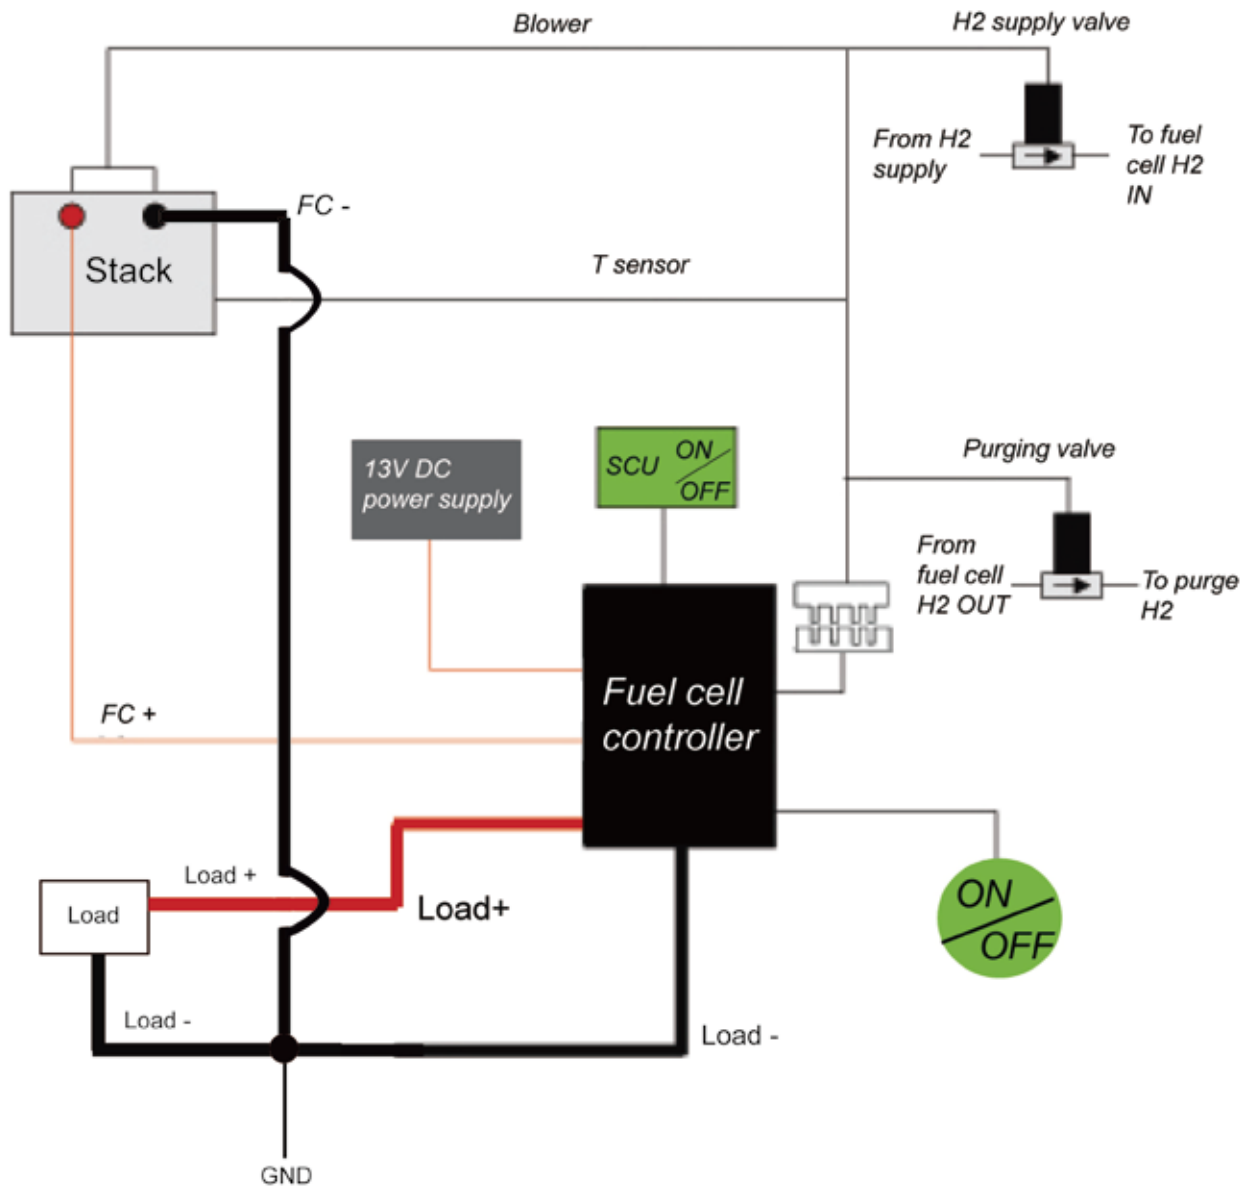 Blower
H2 supply valve
From H2
supply
To fuel
cell H2
IN
FC -
Stack
T sensor
13V DC
power supply
SCU ON
OFF
Purging valve
From
fuel cell
H2 OUT
To purge
H2
Fuel cell
controller
FC +
Load +
Load
Load+
ON
OFF
Load -
Load -
GND